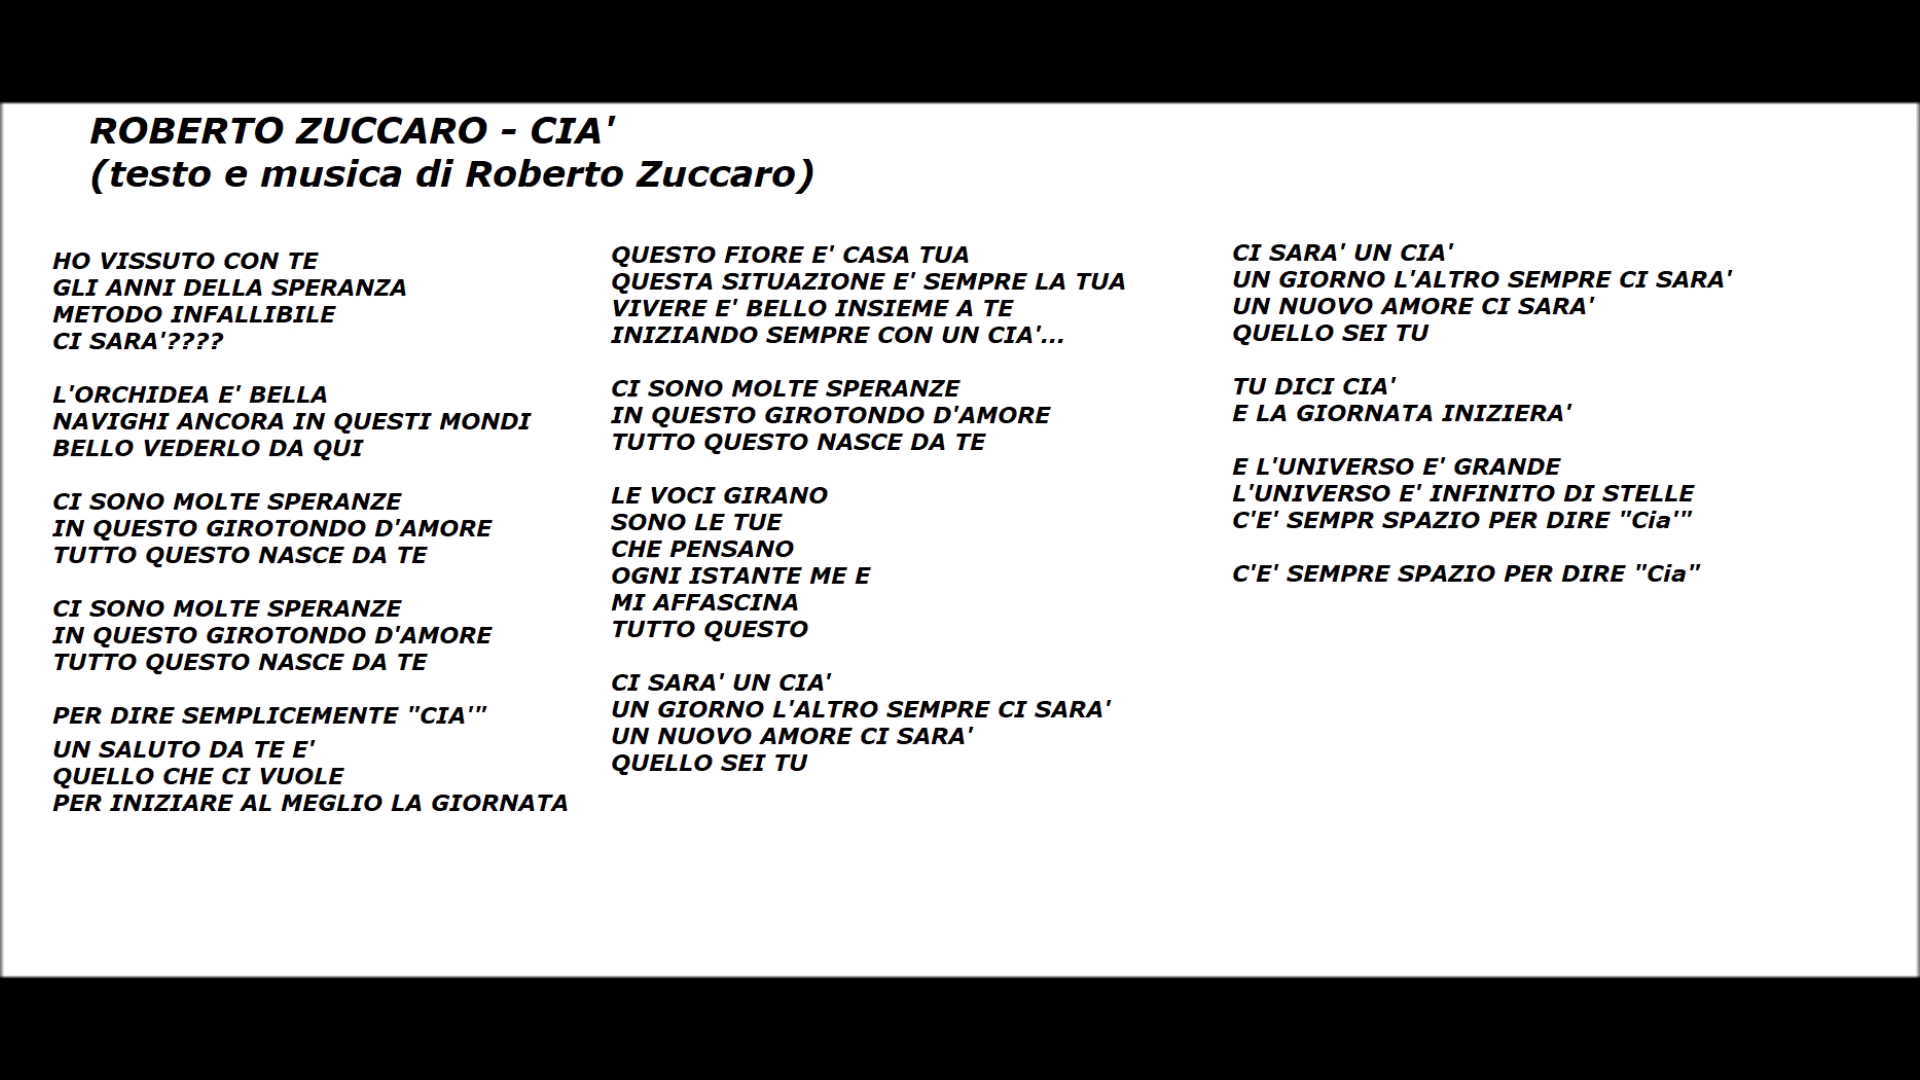 ROBERTO ZUCCARO - CIA'
(testo e musica di Roberto Zuccaro)
HO VISSUTO CON TE
GLI ANNI DELLA SPERANZA
METODO INFALLIBILE
CI SARA'????
L'ORCHIDEA E' BELLA
NAVIGHI ANCORA IN QUESTI MONDI
BELLO VEDERLO DA QUI
CI SONO MOLTE SPERANZE
IN QUESTO GIROTONDO D'AMORE
TUTTO QUESTO NASCE DA TE
CI SONO MOLTE SPERANZE
IN QUESTO GIROTONDO D'AMORE
TUTTO QUESTO NASCE DA TE
PER DIRE SEMPLICEMENTE "CIA'"
UN SALUTO DA TE E'
QUELLO CHE CI VUOLE
PER INIZIARE AL MEGLIO LA GIORNATA
QUESTO FIORE E' CASA TUA
QUESTA SITUAZIONE E' SEMPRE LA TUA
VIVERE E' BELLO INSIEME A TE
INIZIANDO SEMPRE CON UN CIA'...
CI SONO MOLTE SPERANZE
IN QUESTO GIROTONDO D'AMORE
TUTTO QUESTO NASCE DA TE
LE VOCI GIRANO
SONO LE TUE
CHE PENSANO
OGNI ISTANTE ME E
MI AFFASCINA
TUTTO QUESTO
CI SARA' UN CIA'
UN GIORNO L'ALTRO SEMPRE CI SARA'
UN NUOVO AMORE CI SARA'
QUELLO SEI TU
CI SARA' UN CIA'
UN GIORNO L'ALTRO SEMPRE CI SARA'
UN NUOVO AMORE CI SARA'
QUELLO SEI TU
TU DICI CIA'
E LA GIORNATA INIZIERA'
E L'UNIVERSO E' GRANDE
L'UNIVERSO E' INFINITO DI STELLE
C'E' SEMPR SPAZIO PER DIRE "Cia'"
C'E' SEMPRE SPAZIO PER DIRE "Cia"